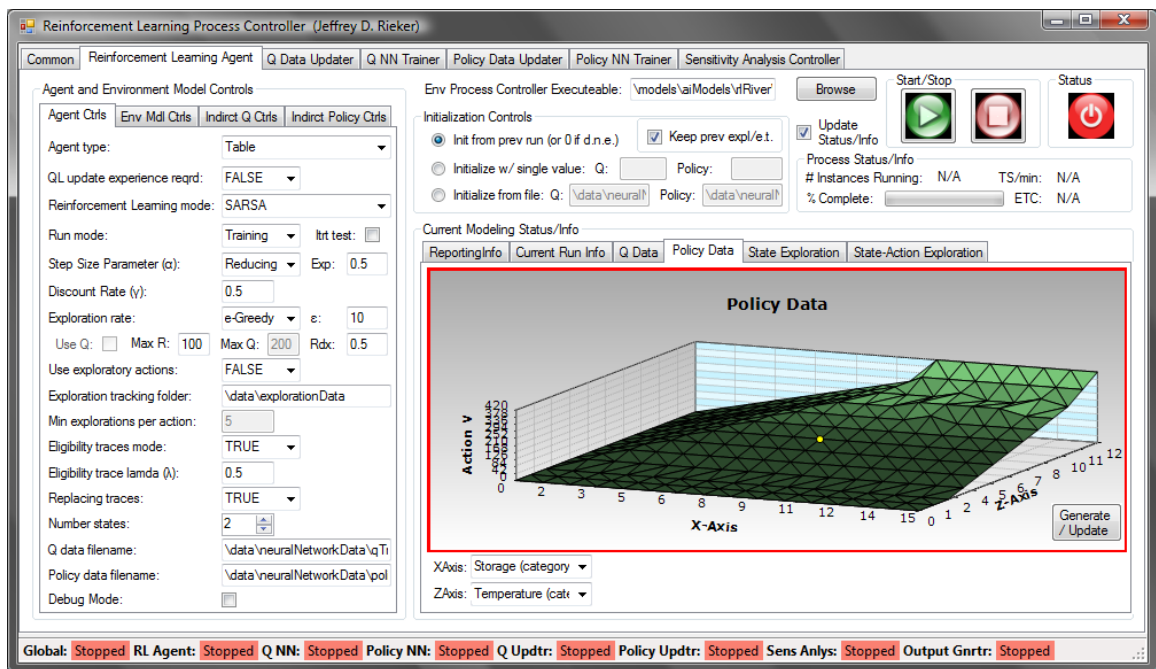 Reinforcement Learning Process Controller (Jeffrey D. Rieker)
Common Reinforcement Learning Agent Q Data Updater Q NN Trainer Policy Data Updater Policy NN Trainer Sensitivity Analysis Controller
Agent and Environment Model Controls
Agent Ctrls Env Mdl Ctrls Indirct Q Ctrls Indirct Policy Ctrls
Agent type: Table
QL update experience reqrd: FALSE
Reinforcement Learning mode: SARSA
Run mode: Training Itrt test:
Step Size Parameter (α): Reducing Exp: 0.5
Discount Rate (γ): 0.5
Exploration rate: e-Greedy ε: 10
Use Q: Max R: 100 Max Q: 200 Rdx: 0.5
Use exploratory actions: FALSE
Exploration tracking folder: \data\explorationData
Min explorations per action: 5
Eligibility traces mode: TRUE
Eligibility trace lamda (λ): 0.5
Replacing traces: TRUE
Number states: 2
Q data filename: \data\neuralNetworkData\qTr
Policy data filename: \data\neuralNetworkData\pol
Debug Mode:
Env Process Controller Executeable: \models\aiModels\rlRiver Browse
Initialization Controls
Init from prev run (or 0 if d.n.e.) Keep prev expl/e.t.
Initialize w/ single value: Q: Policy:
Initialize from file: Q: \data\neural Policy: \data\neural
Update
Status/Info
Start/Stop
Status
Process Status/Info
# Instances Running: N/A TS/min: N/A
% Complete: ETC: N/A
Current Modeling Status/Info
ReportingInfo Current Run Info Q Data Policy Data State Exploration State-Action Exploration
Policy Data
Action V
420
210
168
126
84
42
0
0 2 3 5 6 8 9 11 12 14 15
X-Axis
0 1 2 4 5 6 7 8 10 11 12
Z-Axis
Generate
/ Update
XAxis: Storage (category
ZAxis: Temperature (cate
Global: Stopped RL Agent: Stopped Q NN: Stopped Policy NN: Stopped Q Updtr: Stopped Policy Updtr: Stopped Sens Anlys: Stopped Output Gnrtr: Stopped